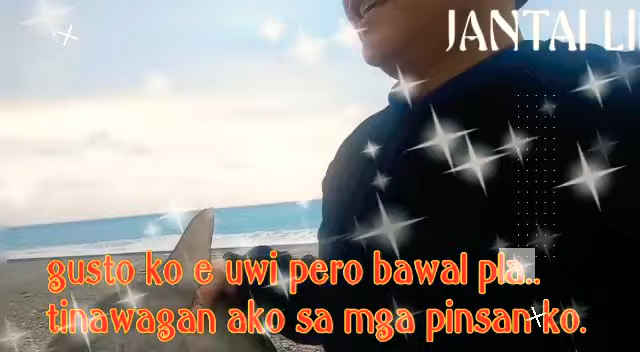 JANTAI LI
gusto ko e uwi pero bawal pla..
tinawagan ako sa mga pinsan ko.